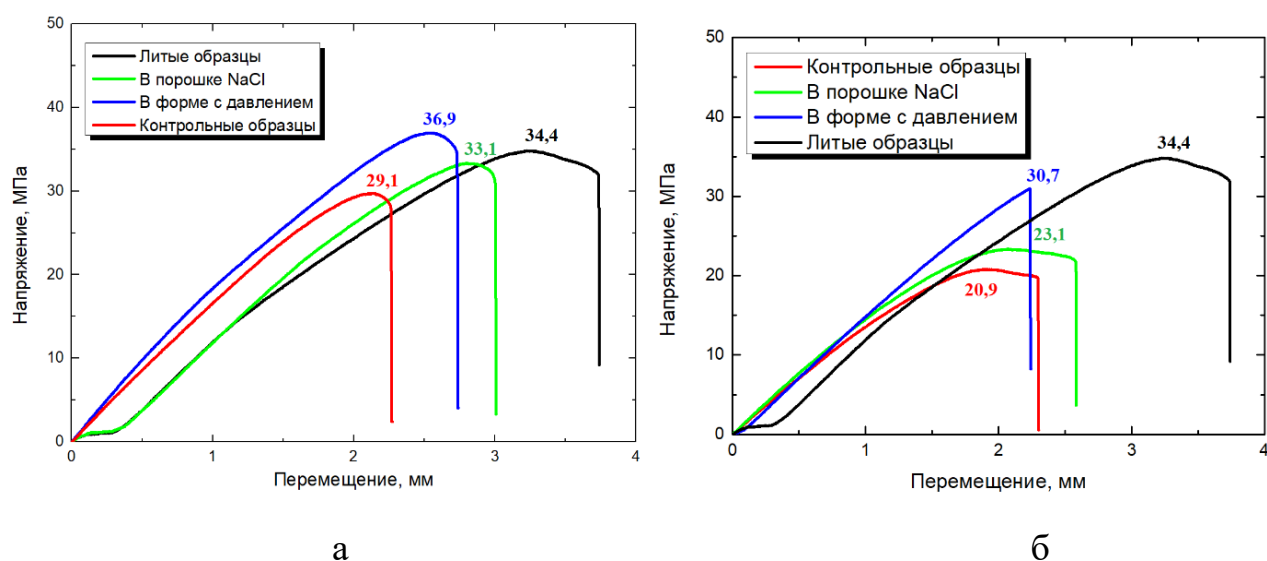 50
40
30
20
10
0
Напряжение, МПа
Литые образцы
В порошке NaCl
В форме с давлением
Контрольные образцы
36,9
34,4
33,1
29,1
0 1 2 3 4
Перемещение, мм
а
50
40
30
20
10
0
Напряжение, МПа
Контрольные образцы
В порошке NaCl
В форме с давлением
Литые образцы
34,4
30,7
23,1
20,9
0 1 2 3 4
Перемещение, мм
б